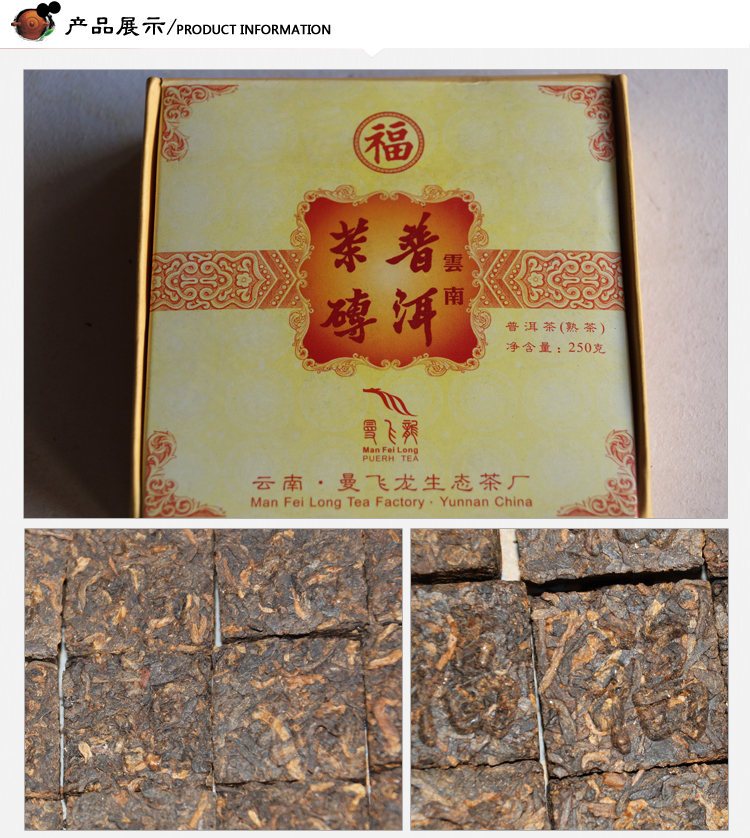 产品展示/PRODUCT INFORMATION
福
雲南
普洱
茶磚
普洱茶(熟茶)
净含量：250克
曼飞龍
Man Fei Long
PUERH TEA
云南·曼飞龙生态茶厂
Man Fei Long Tea Factory · Yunnan China